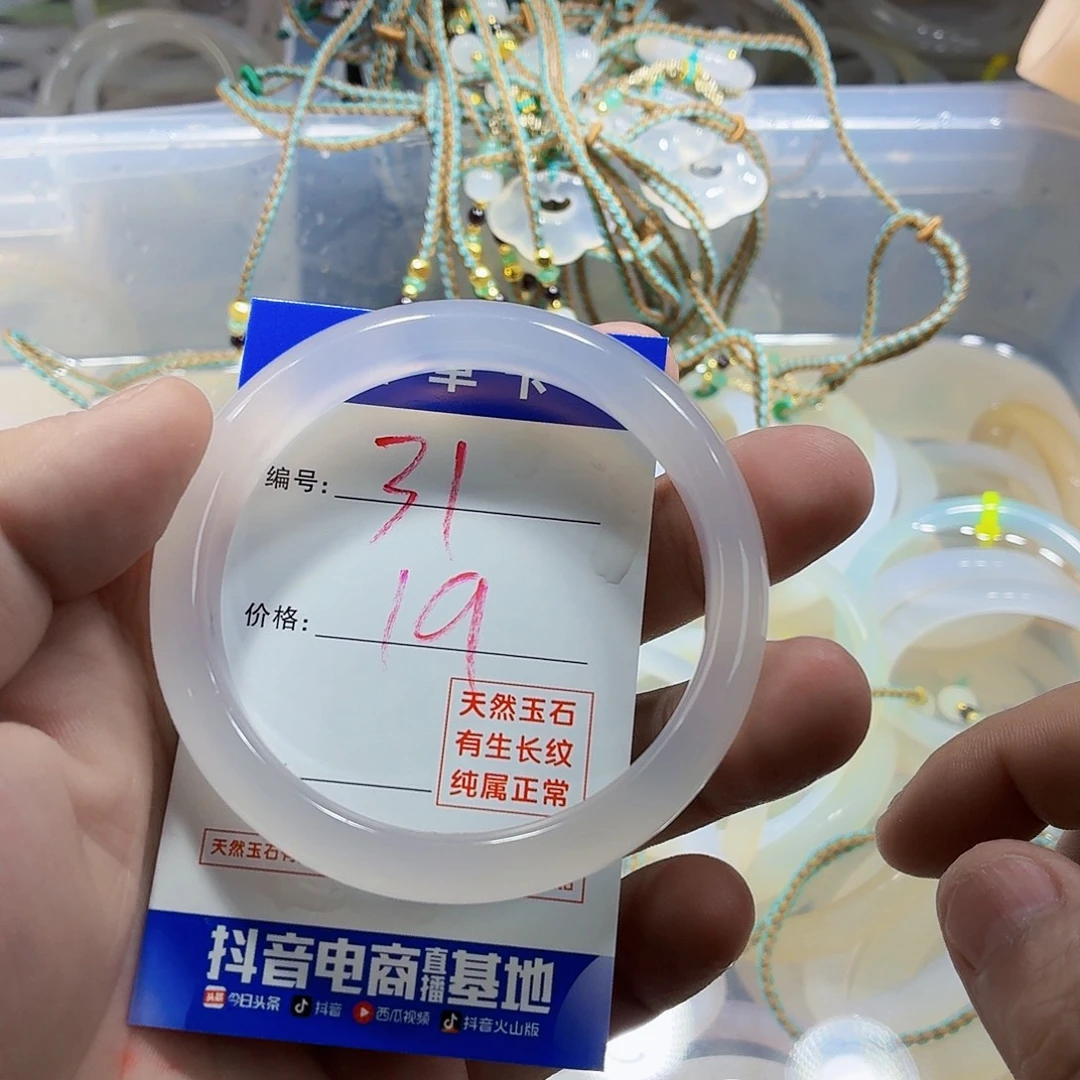 编号: 31
价格: 19
天然玉石
有生长纹
纯属正常
天然玉石
抖音电商直播基地
头条 今日头条 抖音 西瓜视频 抖音火山版